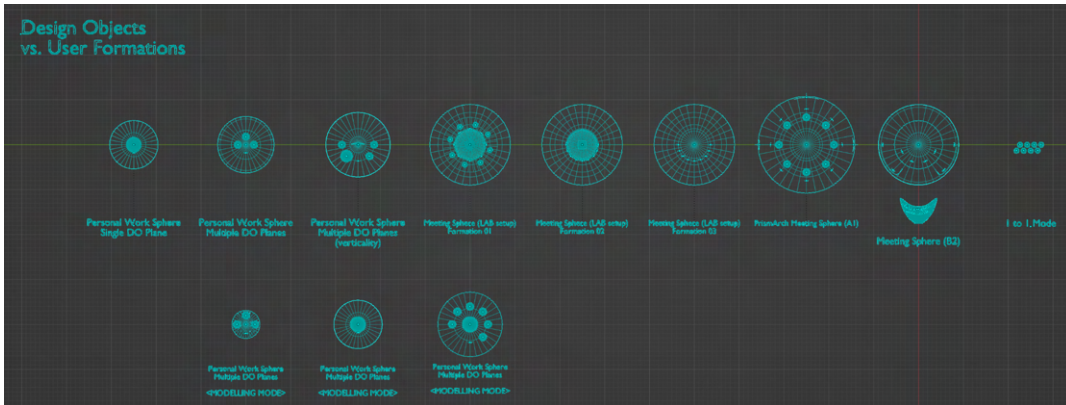 Design Objects
vs. User Formations
Personal Work Sphere
Single DO Plane
Personal Work Sphere
Multiple DO Planes
Personal Work Sphere
Multiple DO Planes
(verticality)
Meeting Sphere (LAB setup)
Formation 01
Meeting Sphere (LAB setup)
Formation 02
Meeting Sphere (LAB setup)
Formation 03
PrismArch Meeting Sphere (A1)
Meeting Sphere (B2)
1 to 1_Mode
Personal Work Sphere
Multiple DO Planes
<MODELLING MODE>
Personal Work Sphere
Multiple DO Planes
<MODELLING MODE>
Personal Work Sphere
Multiple DO Planes
<MODELLING MODE>